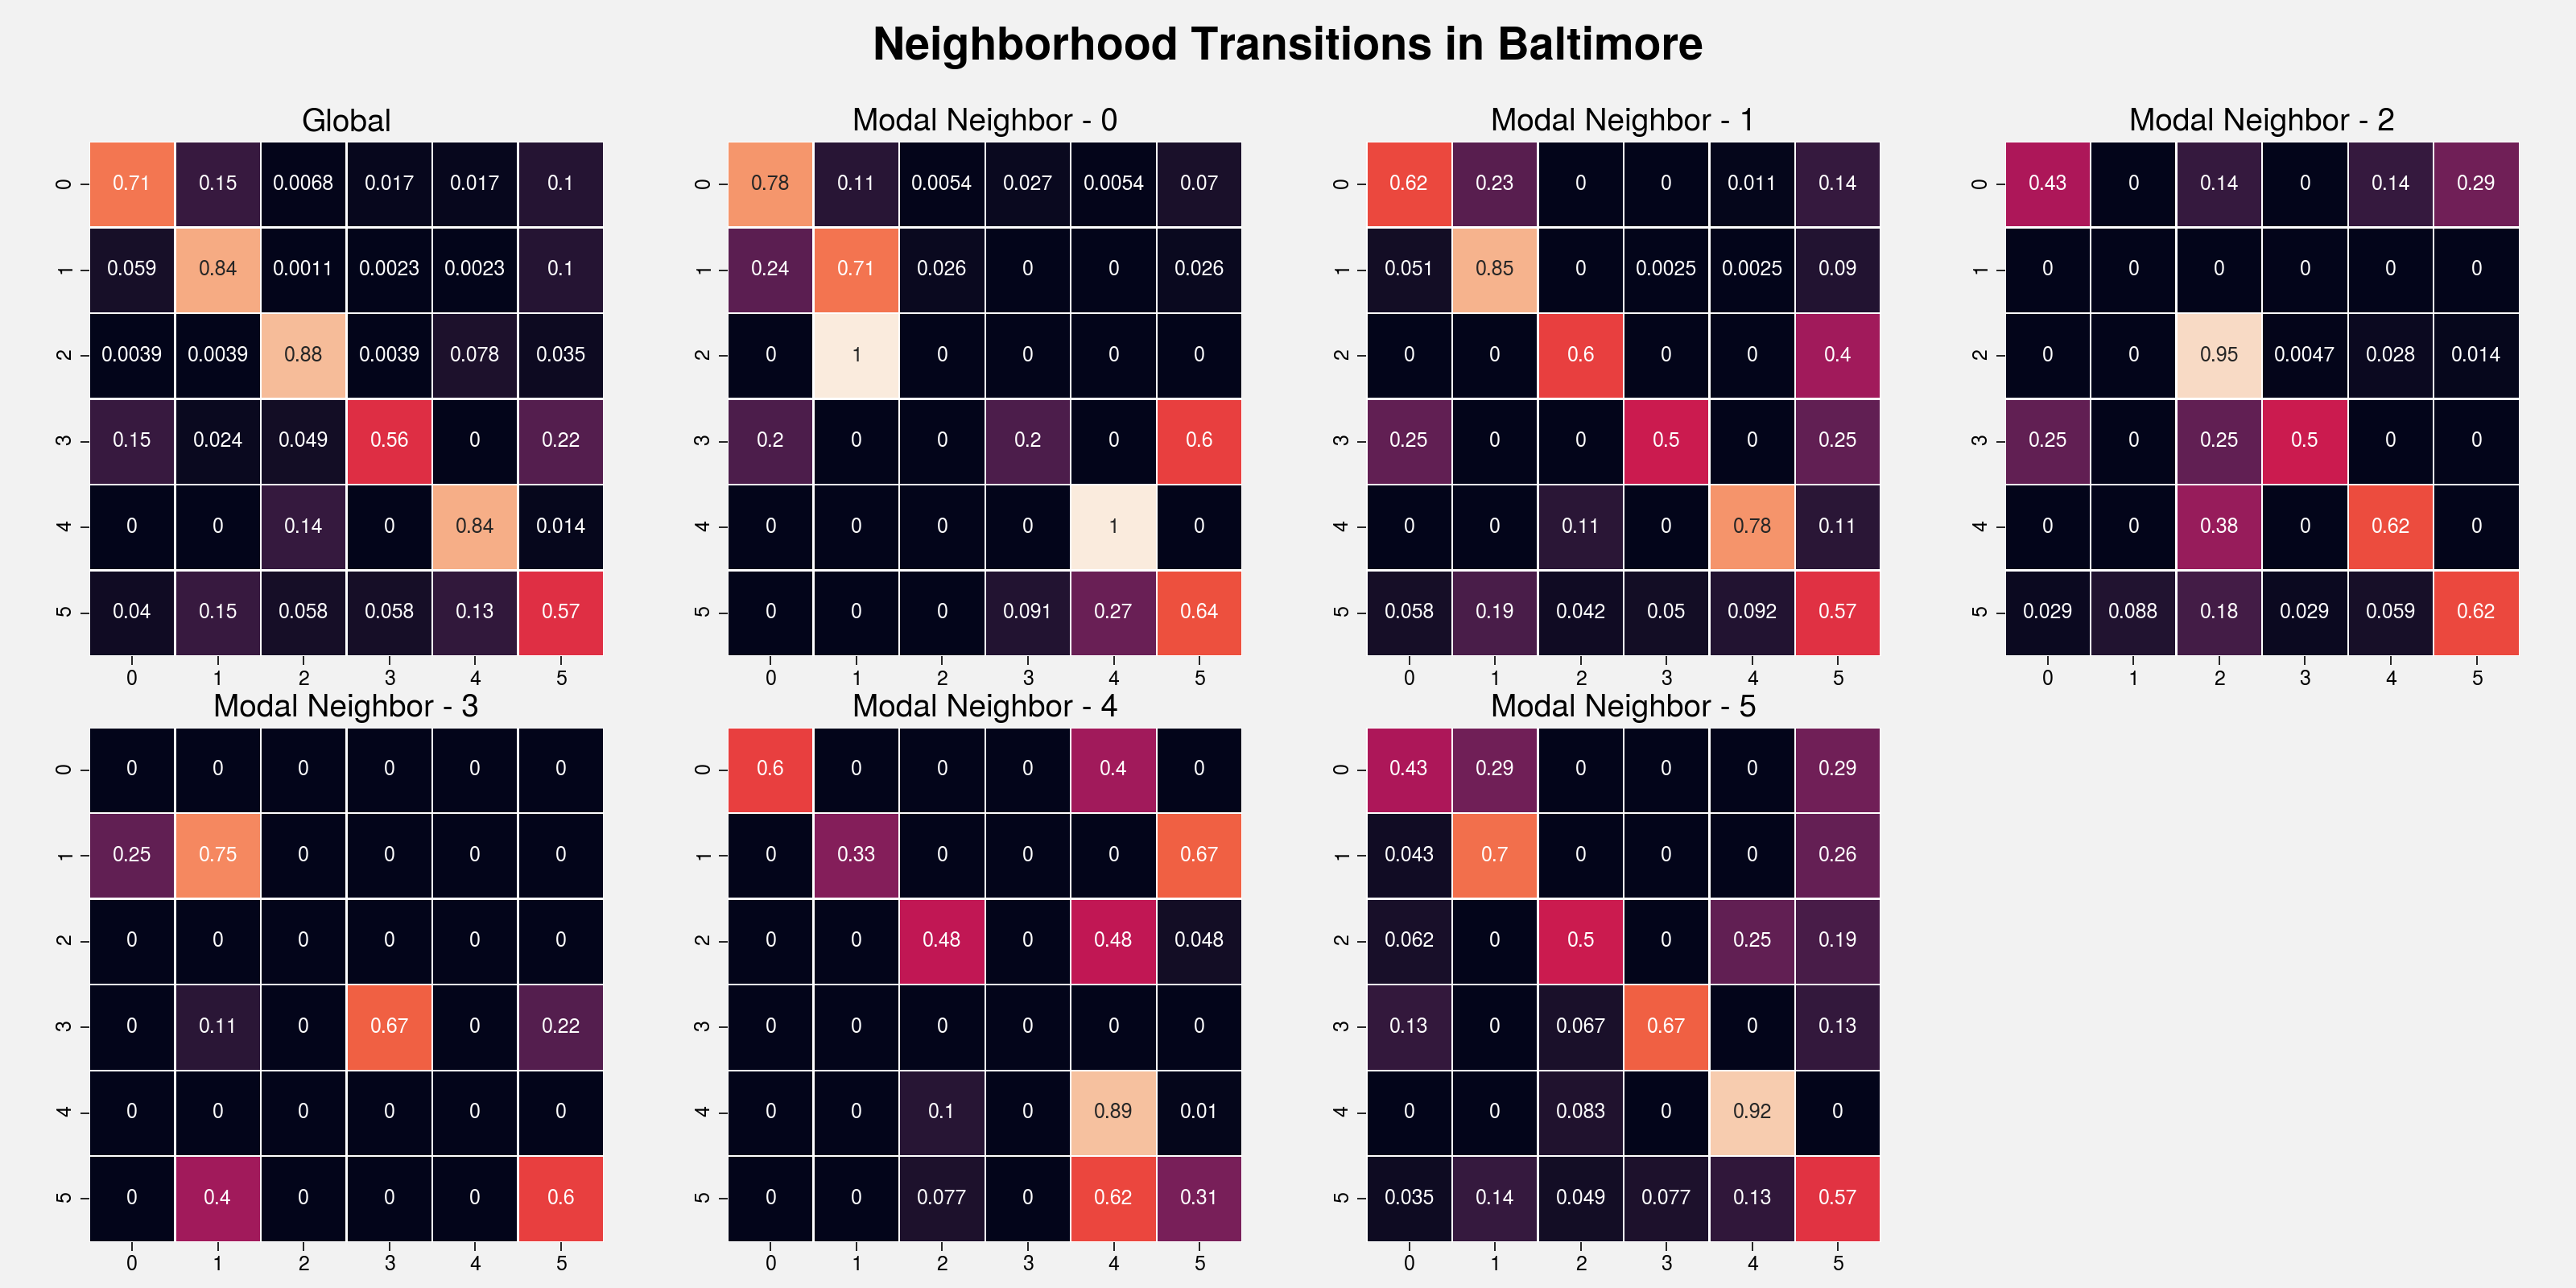 Neighborhood Transitions in Baltimore
Global
0 0.71 0.15 0.0068 0.017 0.017 0.1
1 0.059 0.84 0.0011 0.0023 0.0023 0.1
2 0.0039 0.0039 0.88 0.0039 0.078 0.035
3 0.15 0.024 0.049 0.56 0 0.22
4 0 0 0.14 0 0.84 0.014
5 0.04 0.15 0.058 0.058 0.13 0.57
0 1 2 3 4 5
Modal Neighbor - 0
0 0.78 0.11 0.0054 0.027 0.0054 0.07
1 0.24 0.71 0.026 0 0 0.026
2 0 1 0 0 0 0
3 0.2 0 0 0.2 0 0.6
4 0 0 0 0 1 0
5 0 0 0 0.091 0.27 0.64
0 1 2 3 4 5
Modal Neighbor - 1
0 0.62 0.23 0 0 0.011 0.14
1 0.051 0.85 0 0.0025 0.0025 0.09
2 0 0 0.6 0 0 0.4
3 0.25 0 0 0.5 0 0.25
4 0 0 0.11 0 0.78 0.11
5 0.058 0.19 0.042 0.05 0.092 0.57
0 1 2 3 4 5
Modal Neighbor - 2
0 0.43 0 0.14 0 0.14 0.29
1 0 0 0 0 0 0
2 0 0 0.95 0.0047 0.028 0.014
3 0.25 0 0.25 0.5 0 0
4 0 0 0.38 0 0.62 0
5 0.029 0.088 0.18 0.029 0.059 0.62
0 1 2 3 4 5
Modal Neighbor - 3
0 0 0 0 0 0 0
1 0.25 0.75 0 0 0 0
2 0 0 0 0 0 0
3 0 0.11 0 0.67 0 0.22
4 0 0 0 0 0 0
5 0 0.4 0 0 0 0.6
0 1 2 3 4 5
Modal Neighbor - 4
0 0.6 0 0 0 0.4 0
1 0 0.33 0 0 0 0.67
2 0 0 0.48 0 0.48 0.048
3 0 0 0 0 0 0
4 0 0 0.1 0 0.89 0.01
5 0 0 0.077 0 0.62 0.31
0 1 2 3 4 5
Modal Neighbor - 5
0 0.43 0.29 0 0 0 0.29
1 0.043 0.7 0 0 0 0.26
2 0.062 0 0.5 0 0.25 0.19
3 0.13 0 0.067 0.67 0 0.13
4 0 0 0.083 0 0.92 0
5 0.035 0.14 0.049 0.077 0.13 0.57
0 1 2 3 4 5